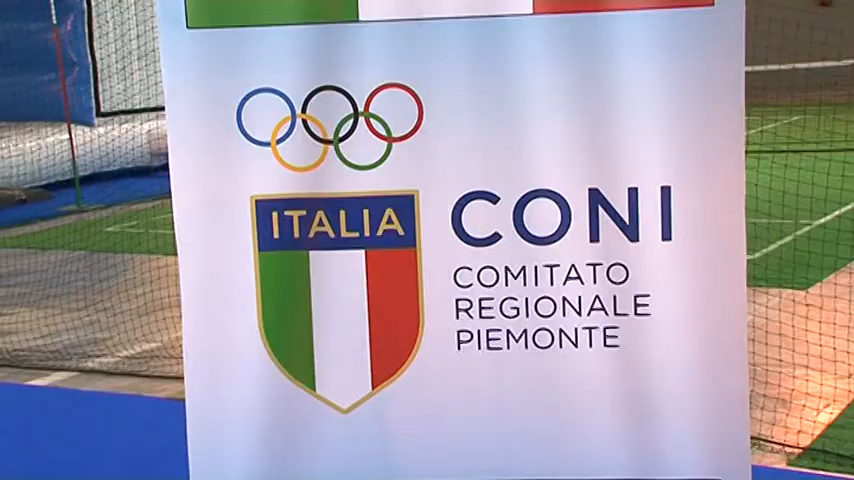 ITALIA
CONI
COMITATO
REGIONALE
PIEMONTE